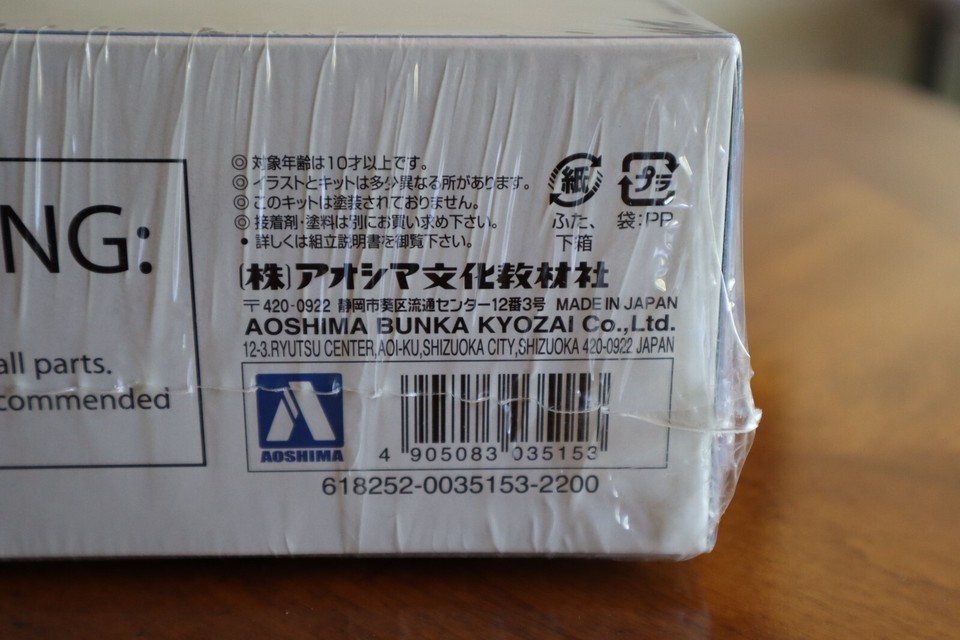 NG:
all parts.
commended
◎ 対象年齢は10才以上です。
◎ イラストとキットは多少異なる所があります。
◎ このキットは塗装されておりません。
◎ 接着剤・塗料は別にお買い求め下さい。
・ 詳しくは組立説明書を御覧下さい。
紙
プラ
ふた、
下箱
袋:PP
(株)アオシマ文化教材社
〒420-0922 静岡市葵区流通センター12番3号 MADE IN JAPAN
AOSHIMA BUNKA KYOZAI Co.,Ltd.
12-3.RYUTSU CENTER,AOI-KU,SHIZUOKA CITY,SHIZUOKA 420-0922 JAPAN
AOSHIMA
4 905083 035153
618252-0035153-2200